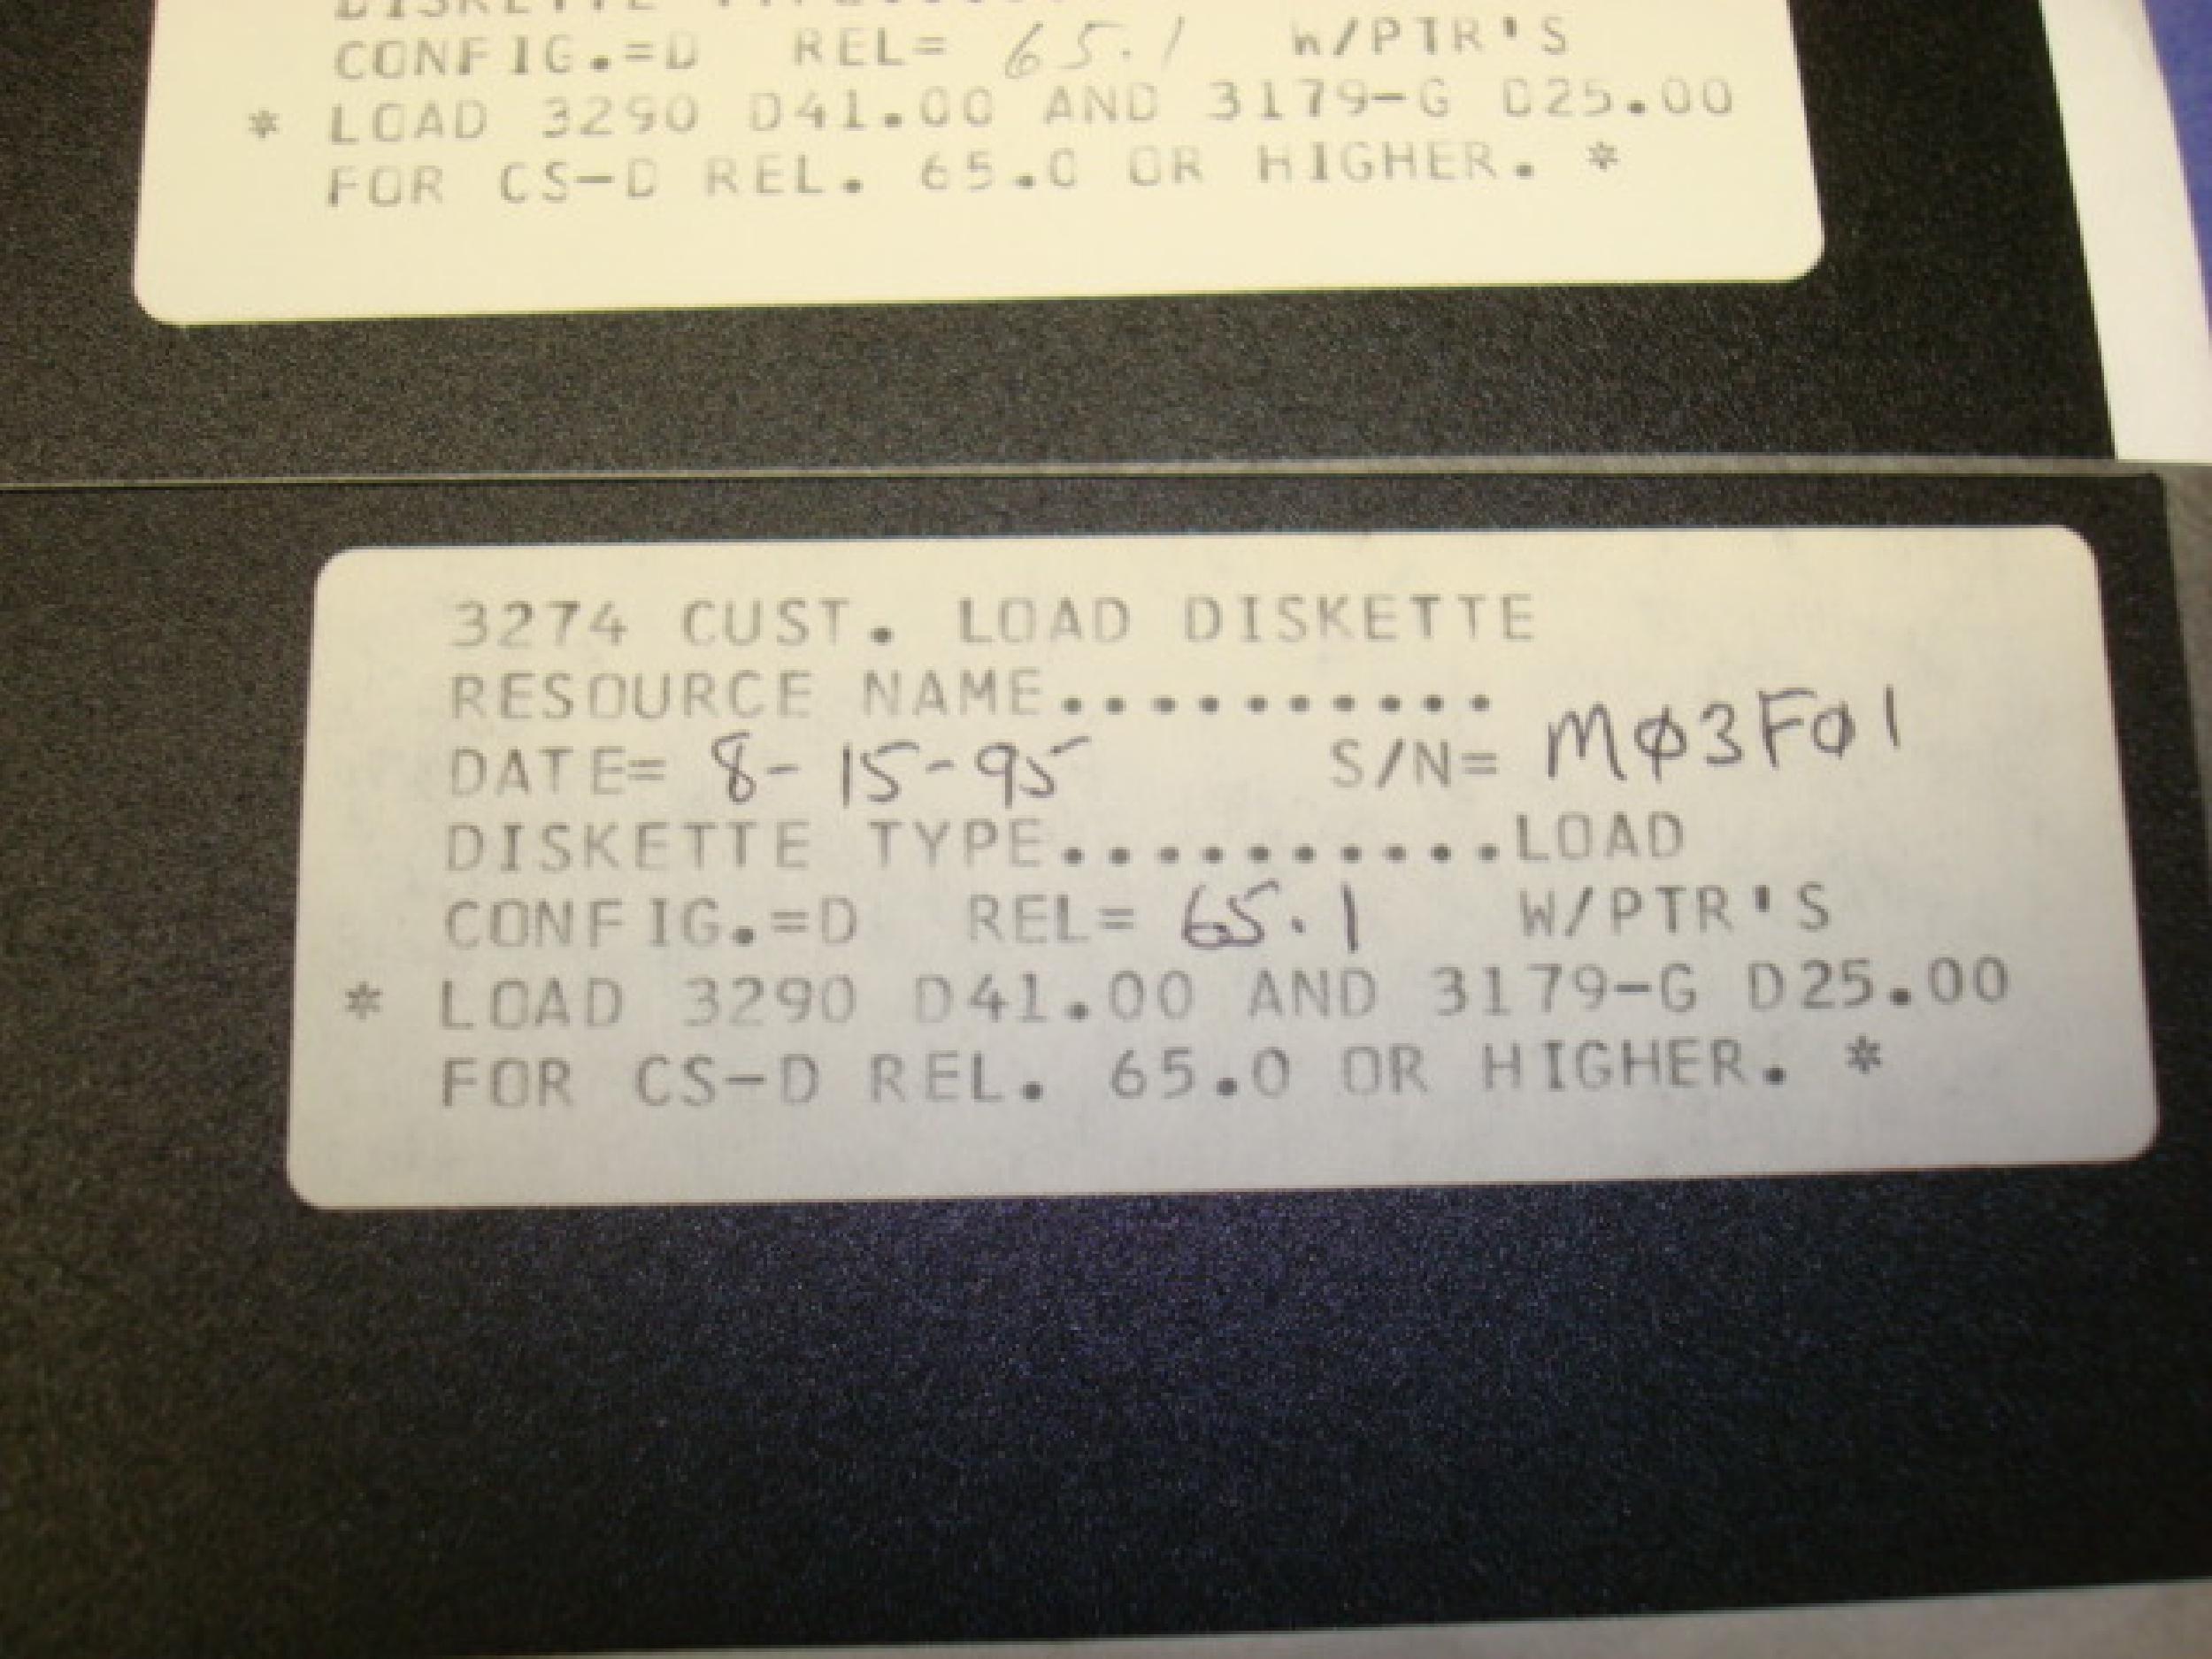 DISKETTE TYPE..........
CONFIG.=D REL= 65.1 W/PTR'S
* LOAD 3290 D41.00 AND 3179-G D25.00
FOR CS-D REL. 65.0 OR HIGHER. *
3274 CUST. LOAD DISKETTE
RESOURCE NAME..........
DATE= 8-15-95 S/N= MØ3FØ1
DISKETTE TYPE..........LOAD
CONFIG.=D REL= 65.1 W/PTR'S
* LOAD 3290 D41.00 AND 3179-G D25.00
FOR CS-D REL. 65.0 OR HIGHER. *